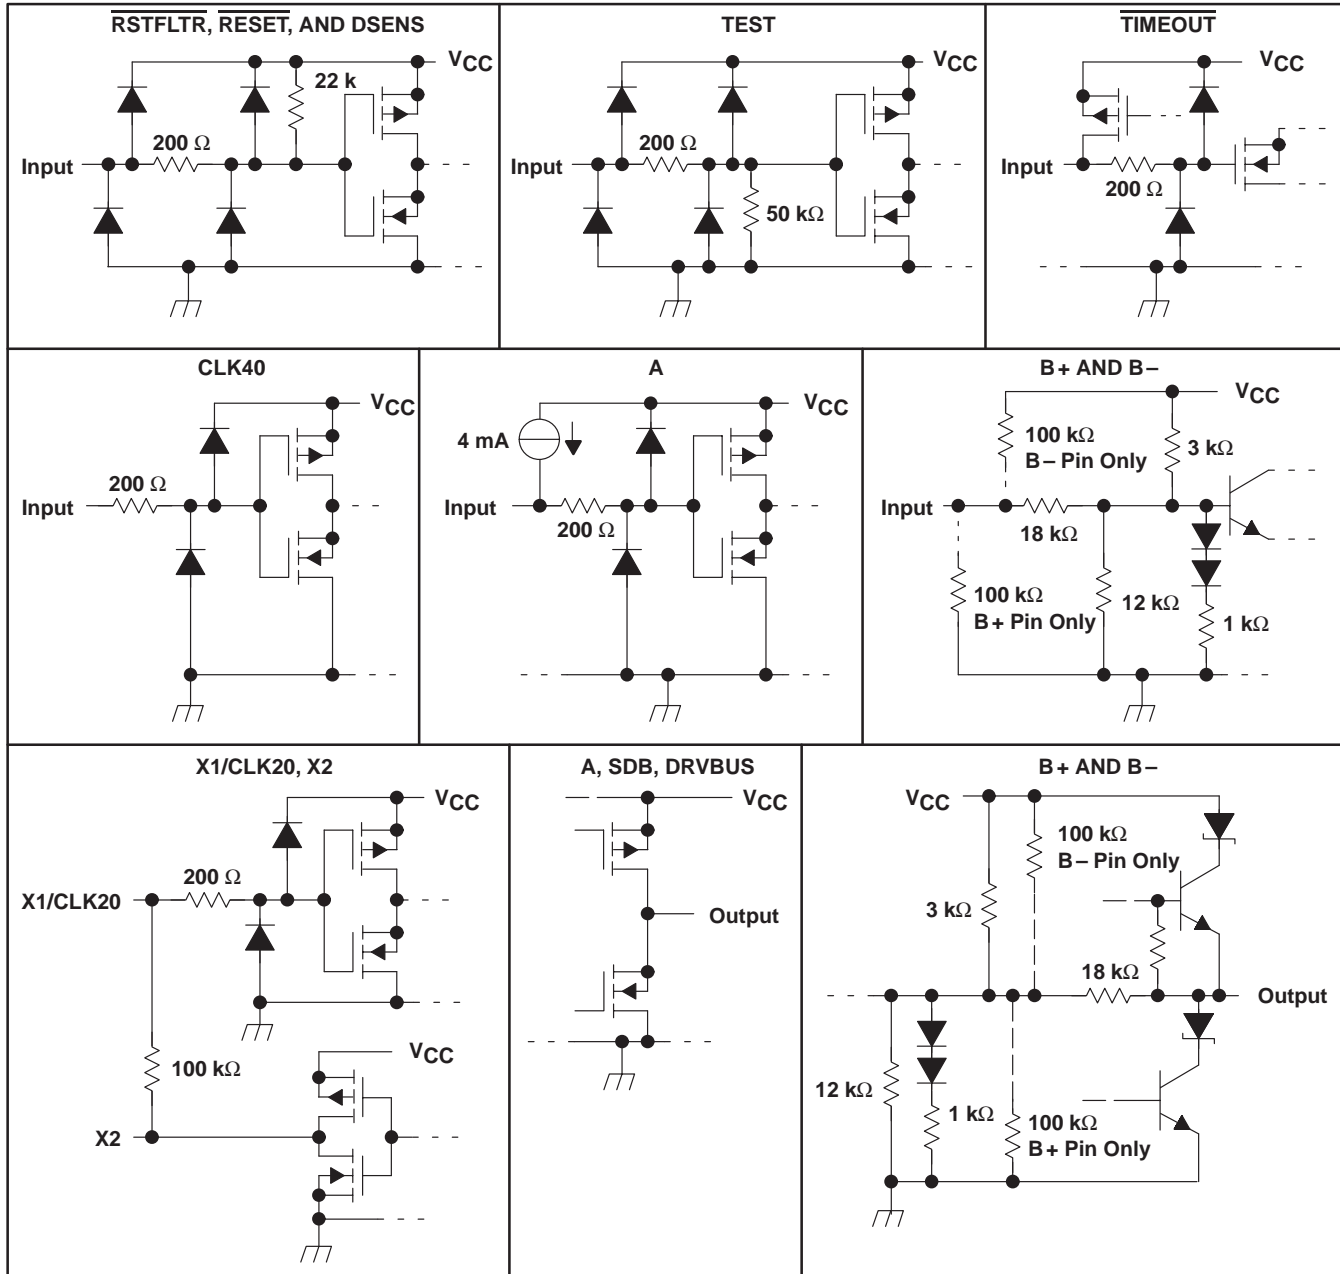 RSTFLTR, RESET, AND DSENS
VCC
22 k
200 Ω
Input
TEST
VCC
200 Ω
Input
50 kΩ
TIMEOUT
VCC
Input
200 Ω
CLK40
VCC
200 Ω
Input
A
VCC
4 mA
Input
200 Ω
B+ AND B–
VCC
100 kΩ
B– Pin Only
3 kΩ
Input
18 kΩ
100 kΩ
B+ Pin Only
12 kΩ
1 kΩ
X1/CLK20, X2
VCC
200 Ω
X1/CLK20
100 kΩ
VCC
X2
A, SDB, DRVBUS
VCC
Output
B+ AND B–
VCC
100 kΩ
B– Pin Only
3 kΩ
18 kΩ
Output
12 kΩ
1 kΩ
100 kΩ
B+ Pin Only